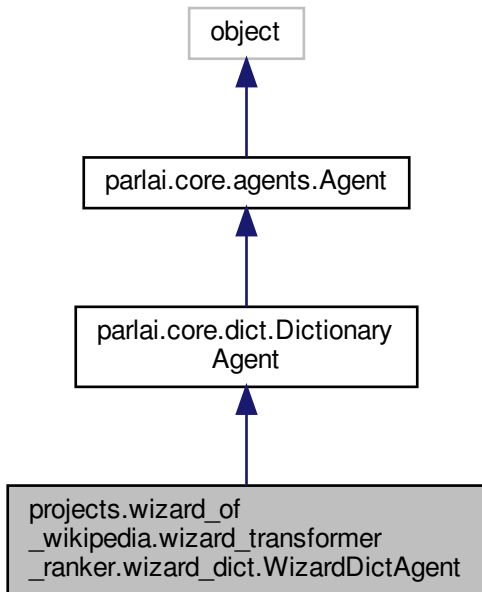 object
parlai.core.agents.Agent
parlai.core.dict.Dictionary
Agent
projects.wizard_of
_wikipedia.wizard_transformer
_ranker.wizard_dict.WizardDictAgent